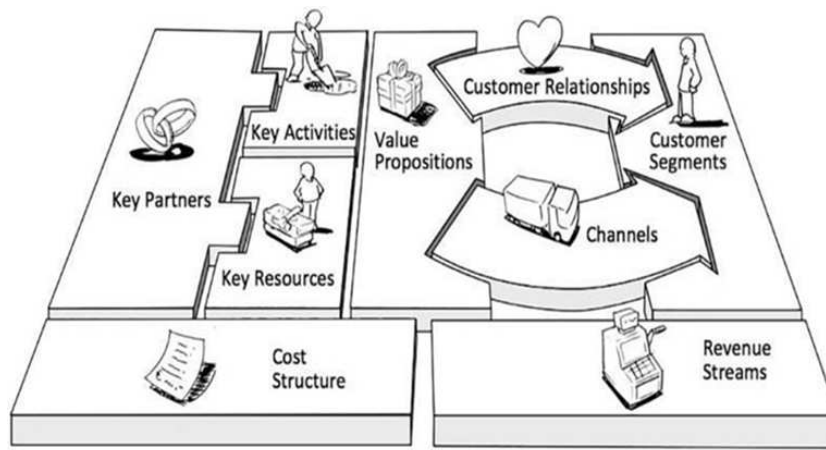 Key Partners
Key Activities
Key Resources
Value
Propositions
Customer Relationships
Channels
Customer
Segments
Cost
Structure
Revenue
Streams